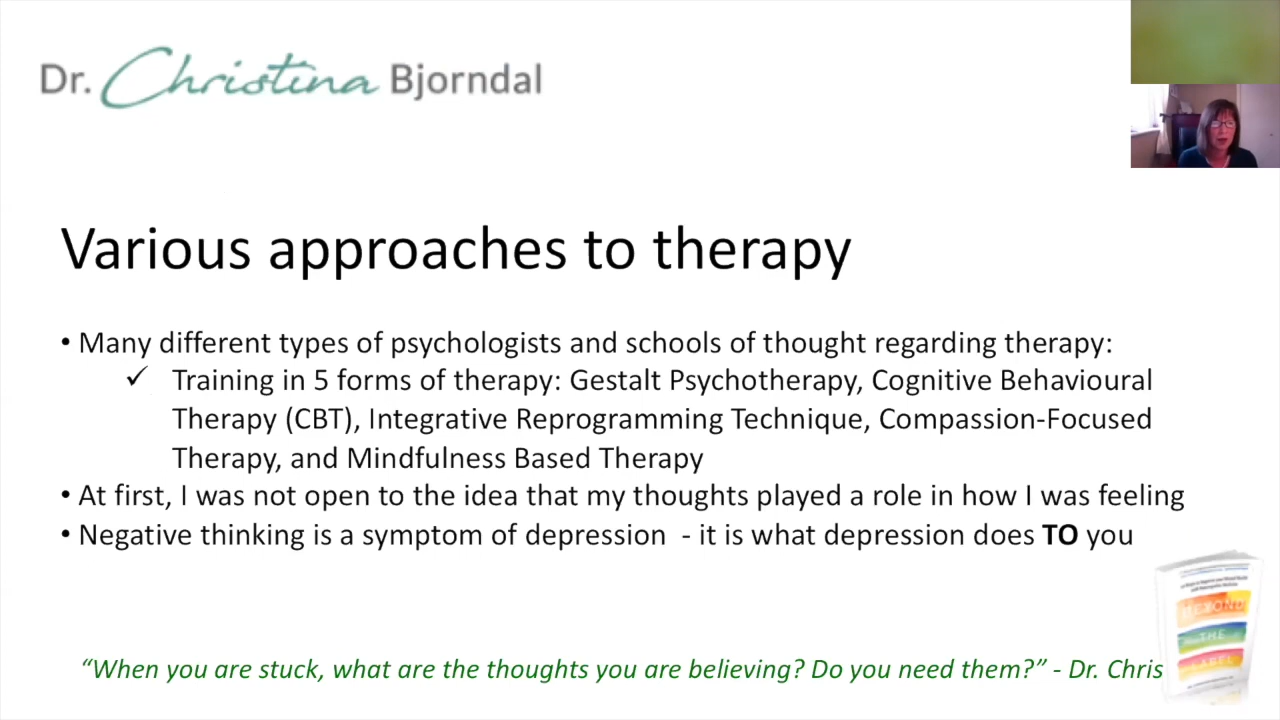 Dr. Christina Bjorndal
Various approaches to therapy
• Many different types of psychologists and schools of thought regarding therapy:
✓ Training in 5 forms of therapy: Gestalt Psychotherapy, Cognitive Behavioural
Therapy (CBT), Integrative Reprogramming Technique, Compassion-Focused
Therapy, and Mindfulness Based Therapy
• At first, I was not open to the idea that my thoughts played a role in how I was feeling
• Negative thinking is a symptom of depression - it is what depression does TO you
“When you are stuck, what are the thoughts you are believing? Do you need them?” - Dr. Chris
BEYOND
THE
LABEL